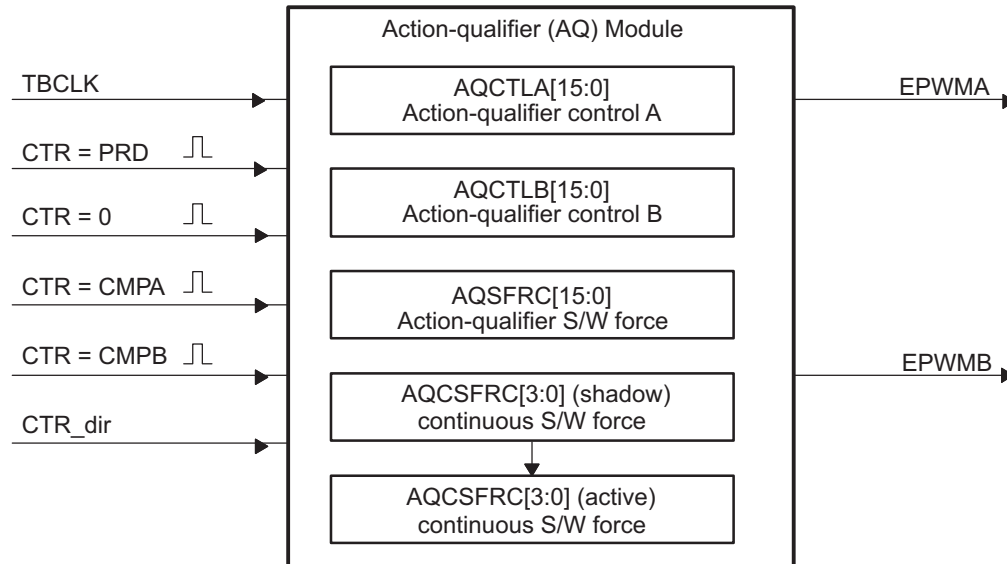 Action-qualifier (AQ) Module
TBCLK
CTR = PRD
CTR = 0
CTR = CMPA
CTR = CMPB
CTR_dir
AQCTLA[15:0]
Action-qualifier control A
AQCTLB[15:0]
Action-qualifier control B
AQSFRC[15:0]
Action-qualifier S/W force
AQCSFRC[3:0] (shadow)
continuous S/W force
AQCSFRC[3:0] (active)
continuous S/W force
EPWMA
EPWMB